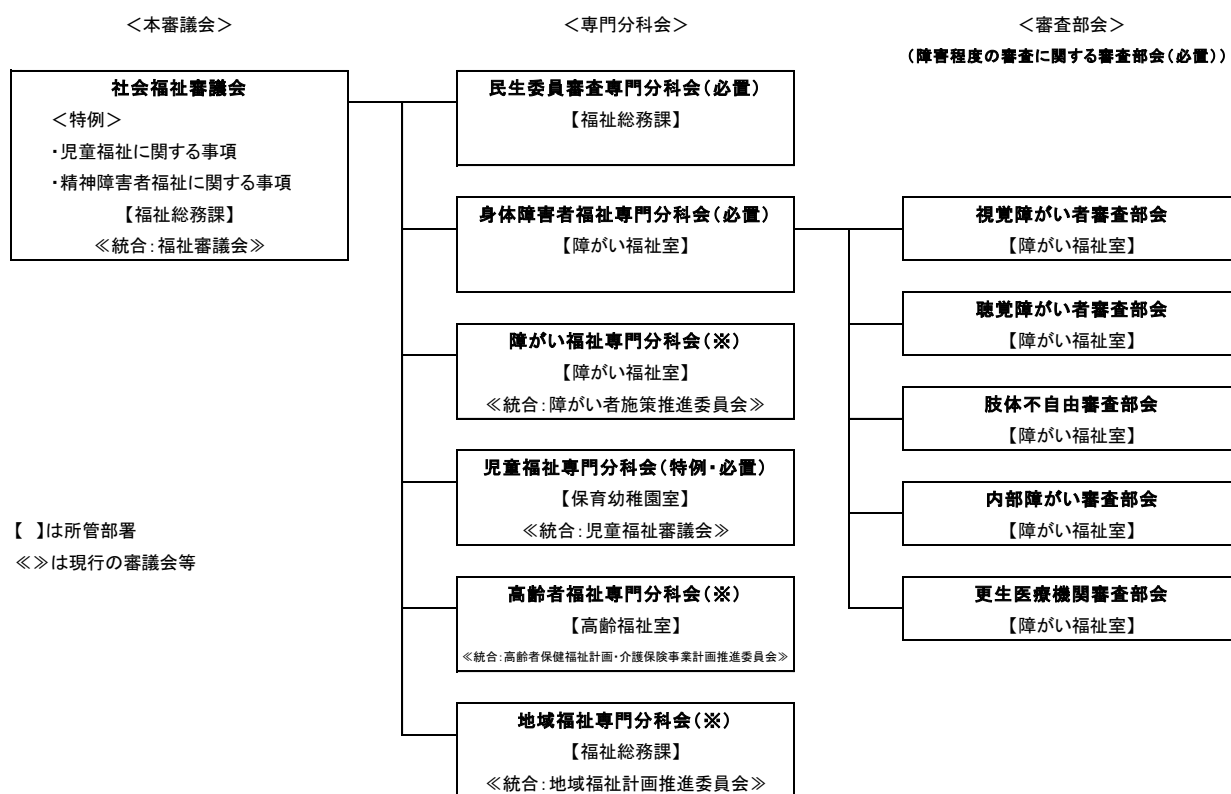 ＜本審議会＞
＜専門分科会＞
＜審査部会＞
(障害程度の審査に関する審査部会(必置))
社会福祉審議会
＜特例＞
・児童福祉に関する事項
・精神障害者福祉に関する事項
【福祉総務課】
≪統合:福祉審議会≫
民生委員審査専門分科会(必置)
【福祉総務課】
身体障害者福祉専門分科会(必置)
【障がい福祉室】
障がい福祉専門分科会(※)
【障がい福祉室】
≪統合:障がい者施策推進委員会≫
児童福祉専門分科会(特例・必置)
【保育幼稚園室】
≪統合:児童福祉審議会≫
高齢者福祉専門分科会(※)
【高齢福祉室】
≪統合:高齢者保健福祉計画・介護保険事業計画推進委員会≫
地域福祉専門分科会(※)
【福祉総務課】
≪統合:地域福祉計画推進委員会≫
視覚障がい者審査部会
【障がい福祉室】
聴覚障がい者審査部会
【障がい福祉室】
肢体不自由審査部会
【障がい福祉室】
内部障がい審査部会
【障がい福祉室】
更生医療機関審査部会
【障がい福祉室】
【 】は所管部署
≪≫は現行の審議会等